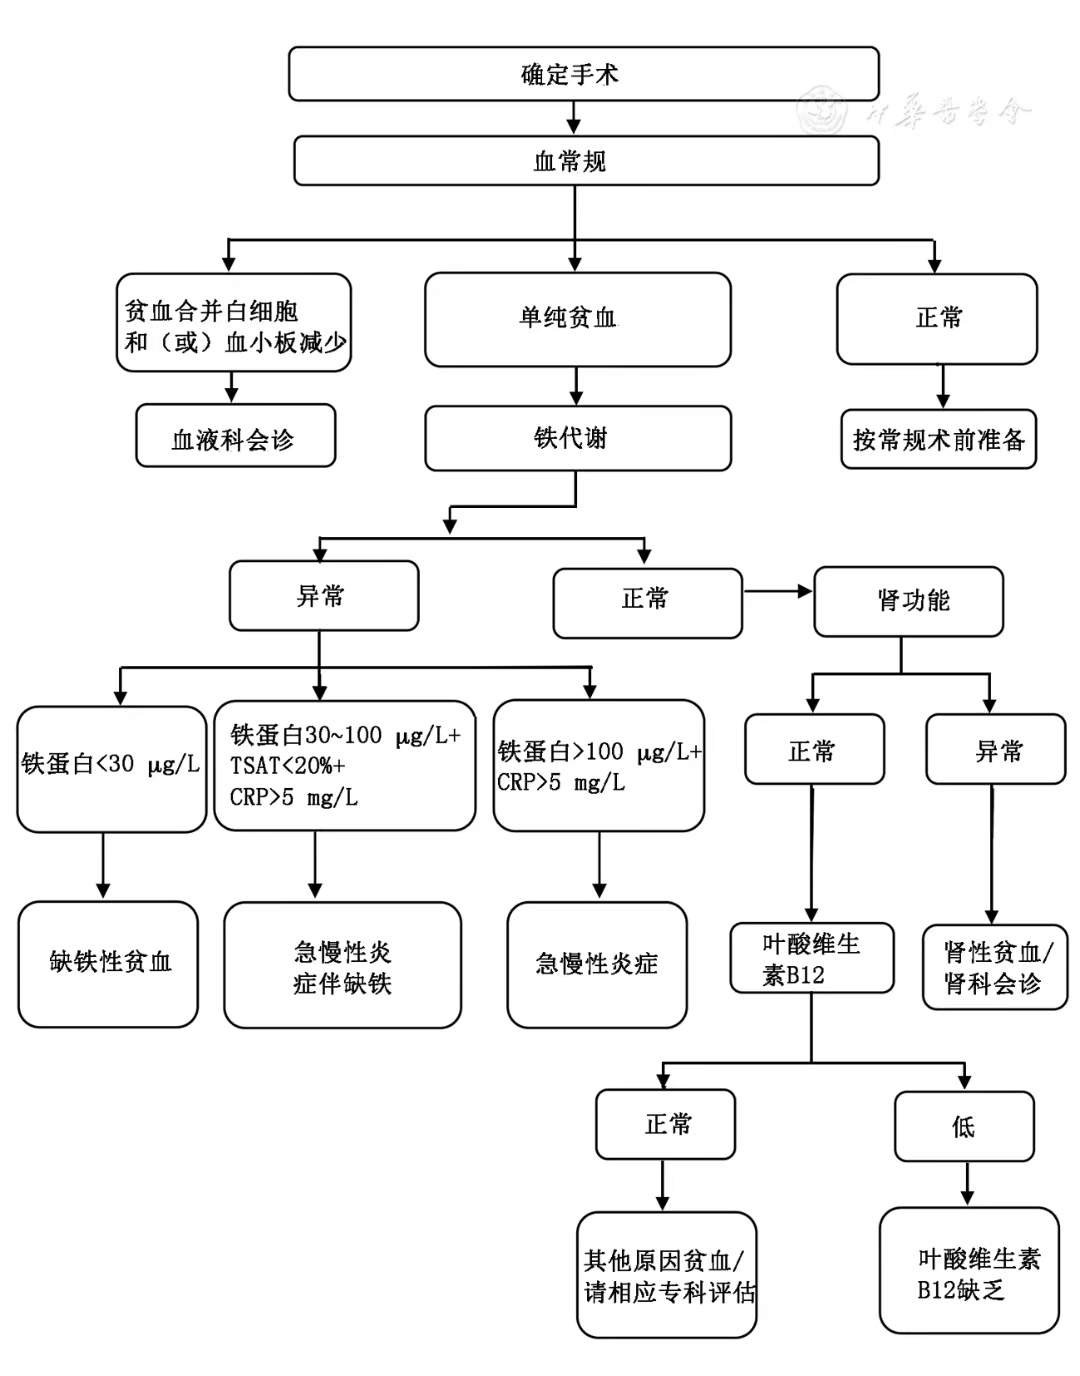 确定手术
中华医学会
血常规
贫血合并白细胞
和（或）血小板减少
单纯贫血
正常
血液科会诊
铁代谢
按常规术前准备
异常
正常
肾功能
铁蛋白<30 μg/L
铁蛋白30~100 μg/L+
TSAT<20%+
CRP>5 mg/L
铁蛋白>100 μg/L+
CRP>5 mg/L
正常
异常
缺铁性贫血
急慢性炎
症伴缺铁
急慢性炎症
叶酸维生
素B12
肾性贫血/
肾科会诊
正常
低
其他原因贫血/
请相应专科评估
叶酸维生素
B12缺乏